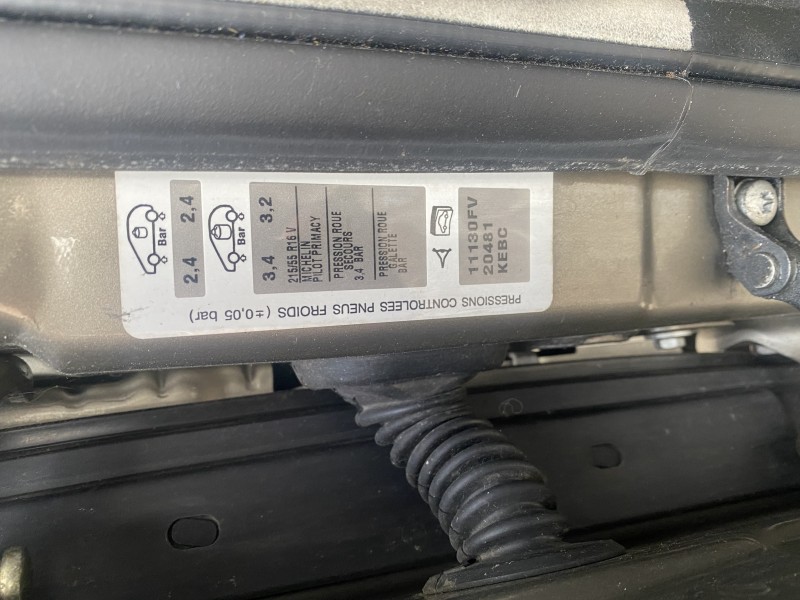 Bar
2,4 2,4
Bar
3,4 3,2
215/55 R16 V
MICHELIN
PILOT PRIMACY
PRESSION ROUE
SECOURS
3.4 BAR
PRESSION ROUE
GALETTE
BAR
11130FV
20481
KEBC
PRESSIONS CONTROLEES PNEUS FROIDS (±0,05 bar)